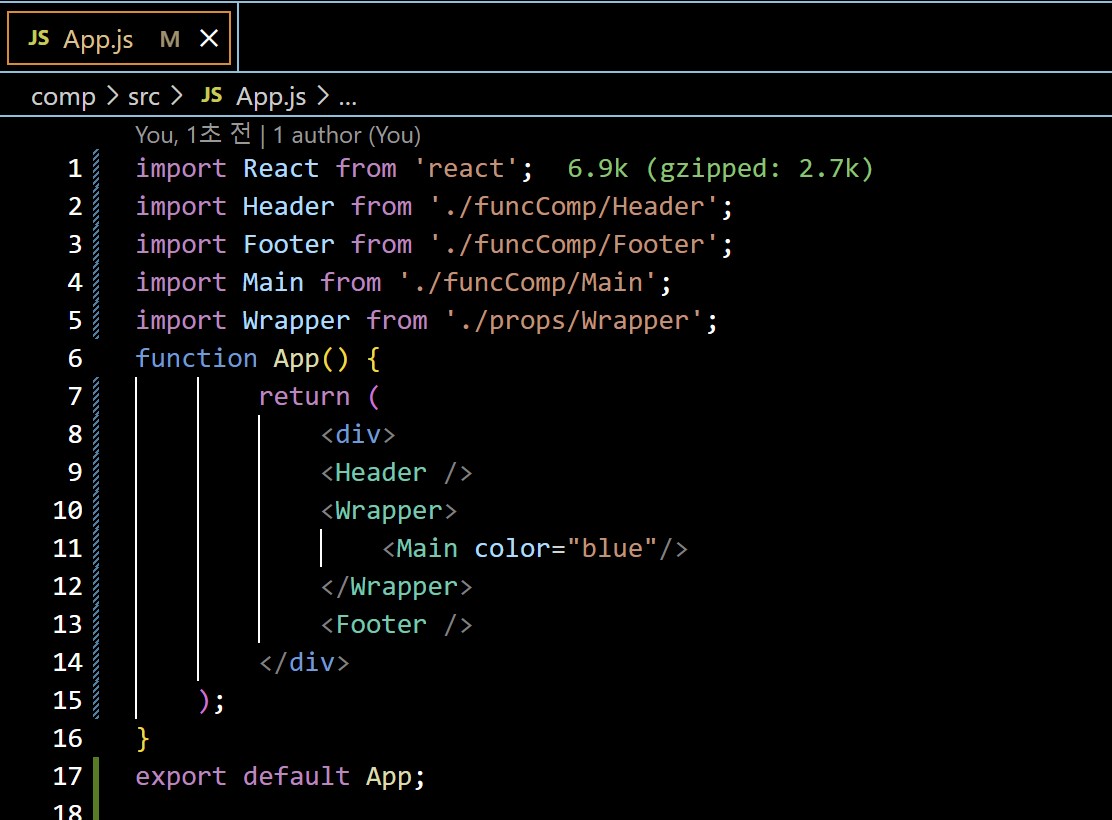 JS App.js M
comp > src > JS App.js > ...
You, 1초 전 | 1 author (You)
1 import React from 'react'; 6.9k (gzipped: 2.7k)
2 import Header from './funcComp/Header';
3 import Footer from './funcComp/Footer';
4 import Main from './funcComp/Main';
5 import Wrapper from './props/Wrapper';
6 function App() {
7 return (
8 <div>
9 <Header />
10 <Wrapper>
11 <Main color="blue"/>
12 </Wrapper>
13 <Footer />
14 </div>
15 );
16 }
17 export default App;
18